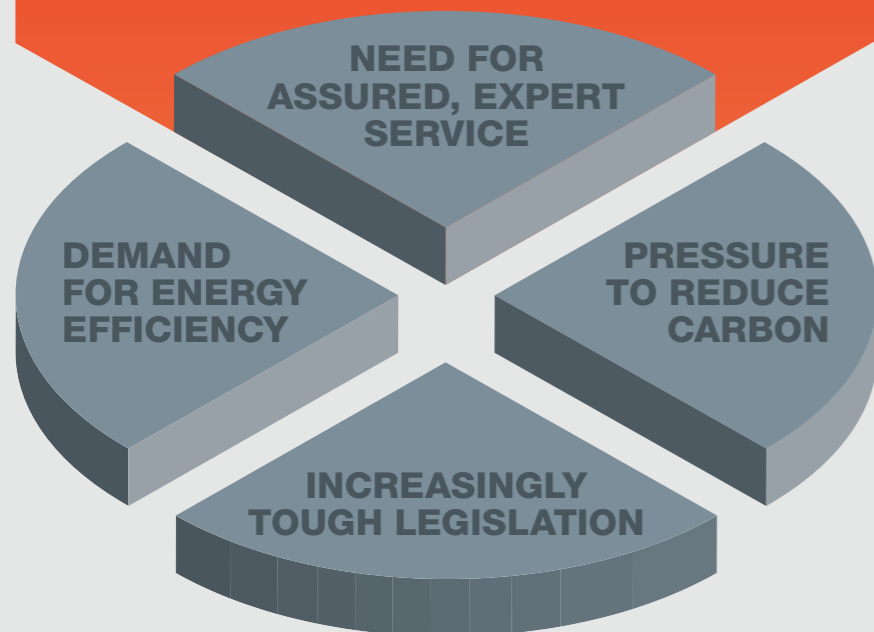 NEED FOR
ASSURED, EXPERT
SERVICE
DEMAND
FOR ENERGY
EFFICIENCY
PRESSURE
TO REDUCE
CARBON
INCREASINGLY
TOUGH LEGISLATION